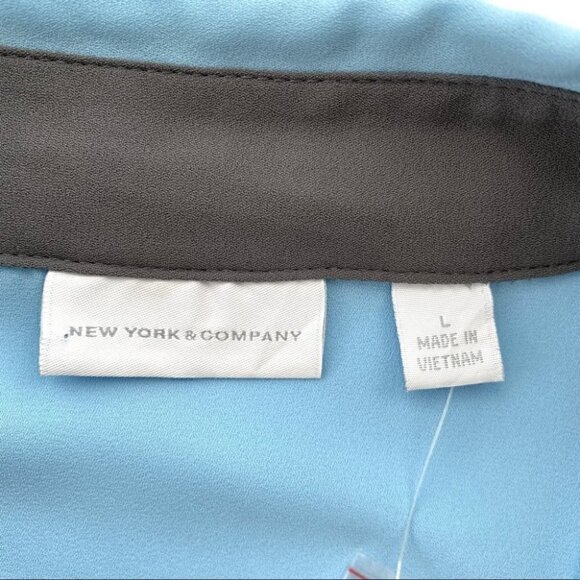 NEW YORK & COMPANY
L
MADE IN
VIETNAM